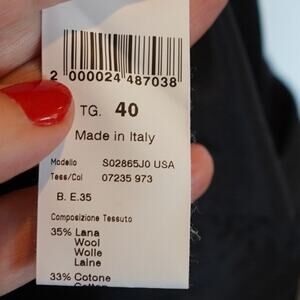 2 000024 487038
TG. 40
Made in Italy
Modello S02865J0 USA
Tess/Col 07235 973
B. E.35
Composizione Tessuto
35% Lana
Wool
Wolle
Laine
33% Cotone
Cotton